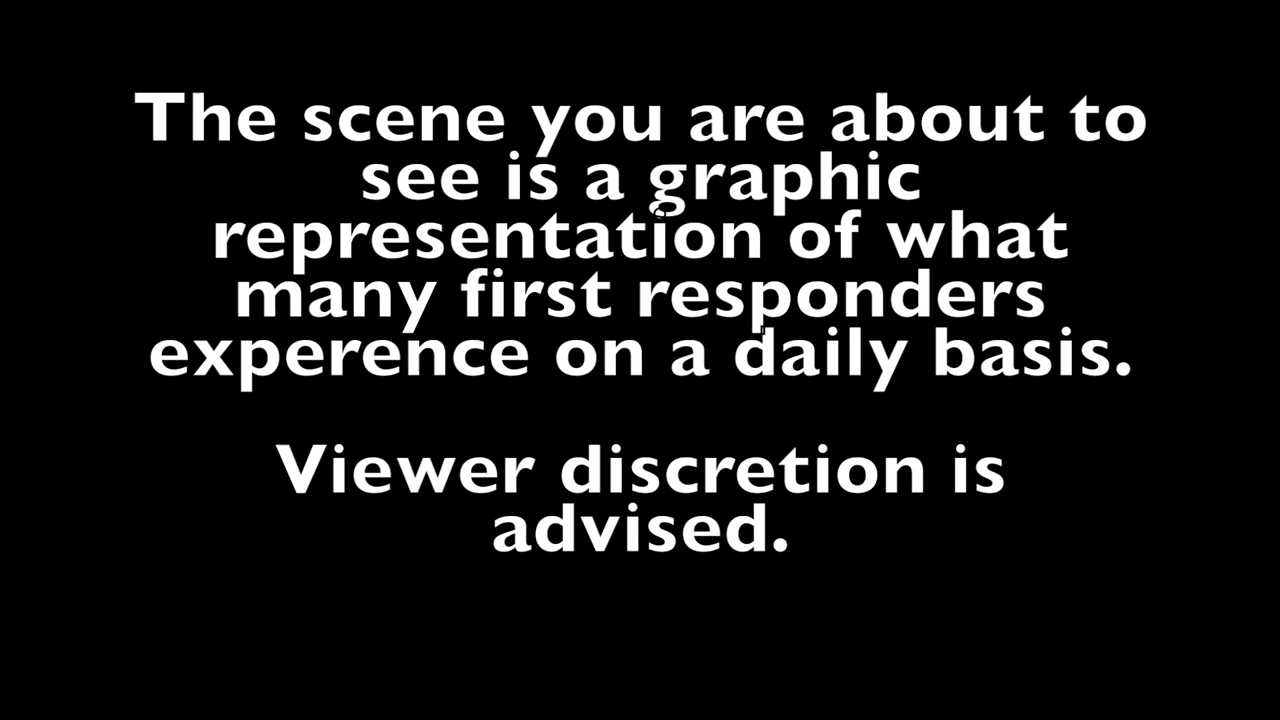 The scene you are about to
see is a graphic
representation of what
many first responders
experence on a daily basis.
Viewer discretion is
advised.